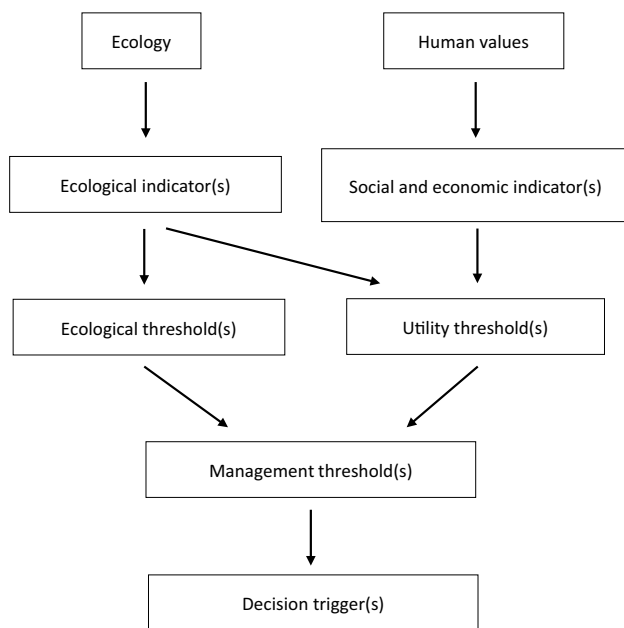 Ecology
Human values
Ecological indicator(s)
Social and economic indicator(s)
Ecological threshold(s)
Utility threshold(s)
Management threshold(s)
Decision trigger(s)